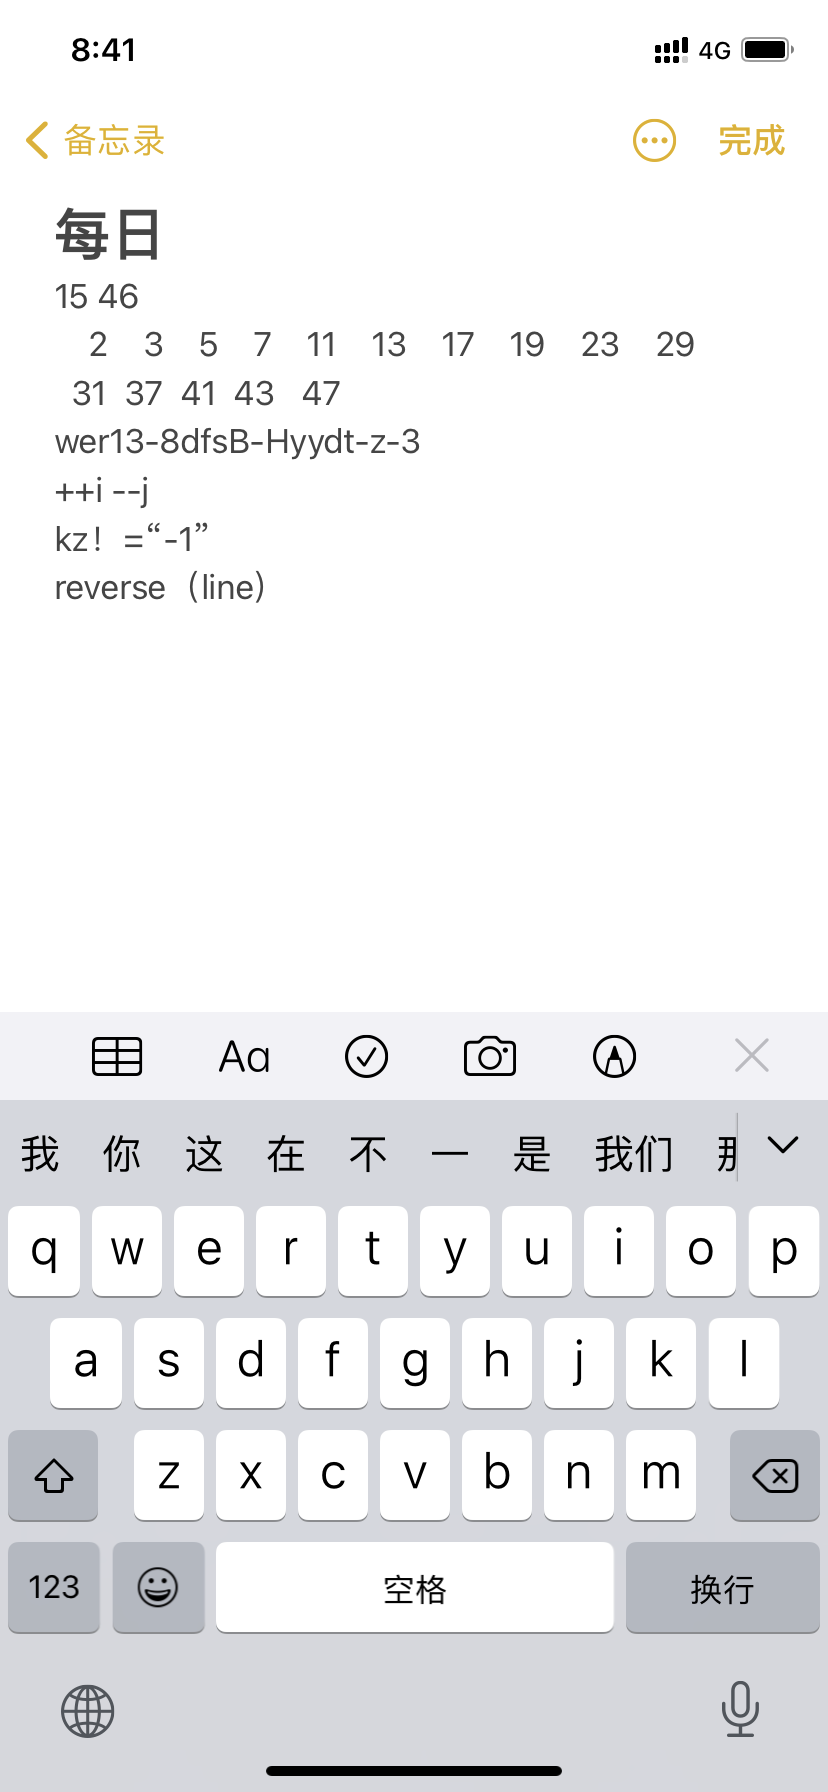 8:41 4G
备忘录 完成
每日
15 46
2 3 5 7 11 13 17 19 23 29
31 37 41 43 47
wer13-8dfsB-Hyydt-z-3
++i --j
kz！=“-1”
reverse（line）
Aa
我 你 这 在 不 一 是 我们 那
q w e r t y u i o p
a s d f g h j k l
z x c v b n m
123 空格 换行